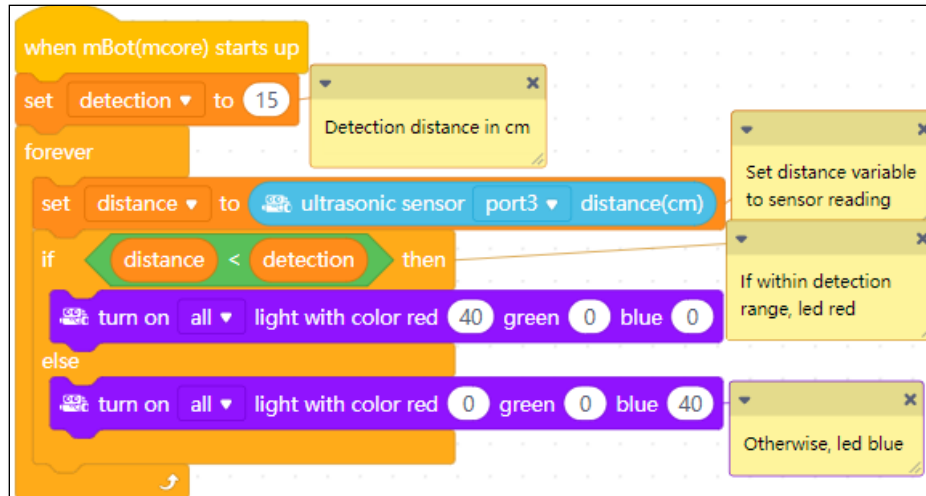 when mBot(mcore) starts up
set detection to 15
Detection distance in cm
forever
set distance to ultrasonic sensor port3 distance(cm)
Set distance variable
to sensor reading
if distance < detection then
If within detection
range, led red
turn on all light with color red 40 green 0 blue 0
else
turn on all light with color red 0 green 0 blue 40
Otherwise, led blue